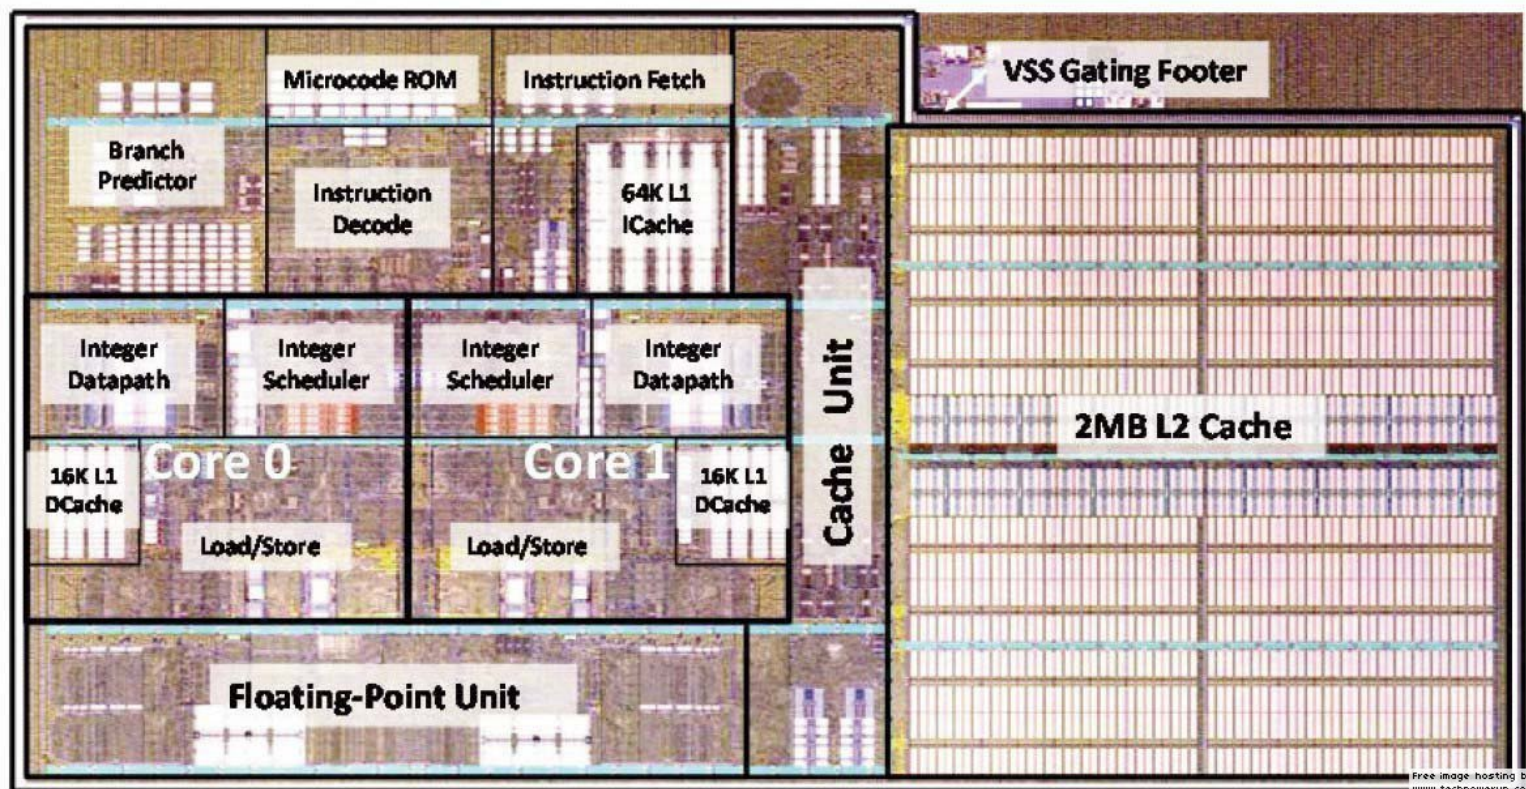 VSS Gating Footer
Microcode ROM
Instruction Fetch
Branch
Predictor
Instruction
Decode
64K L1
ICache
Integer
Datapath
Integer
Scheduler
Integer
Scheduler
Integer
Datapath
Cache Unit
2MB L2 Cache
Core 0
Core 1
16K L1
DCache
16K L1
DCache
Load/Store
Load/Store
Floating-Point Unit
Free image hosting b